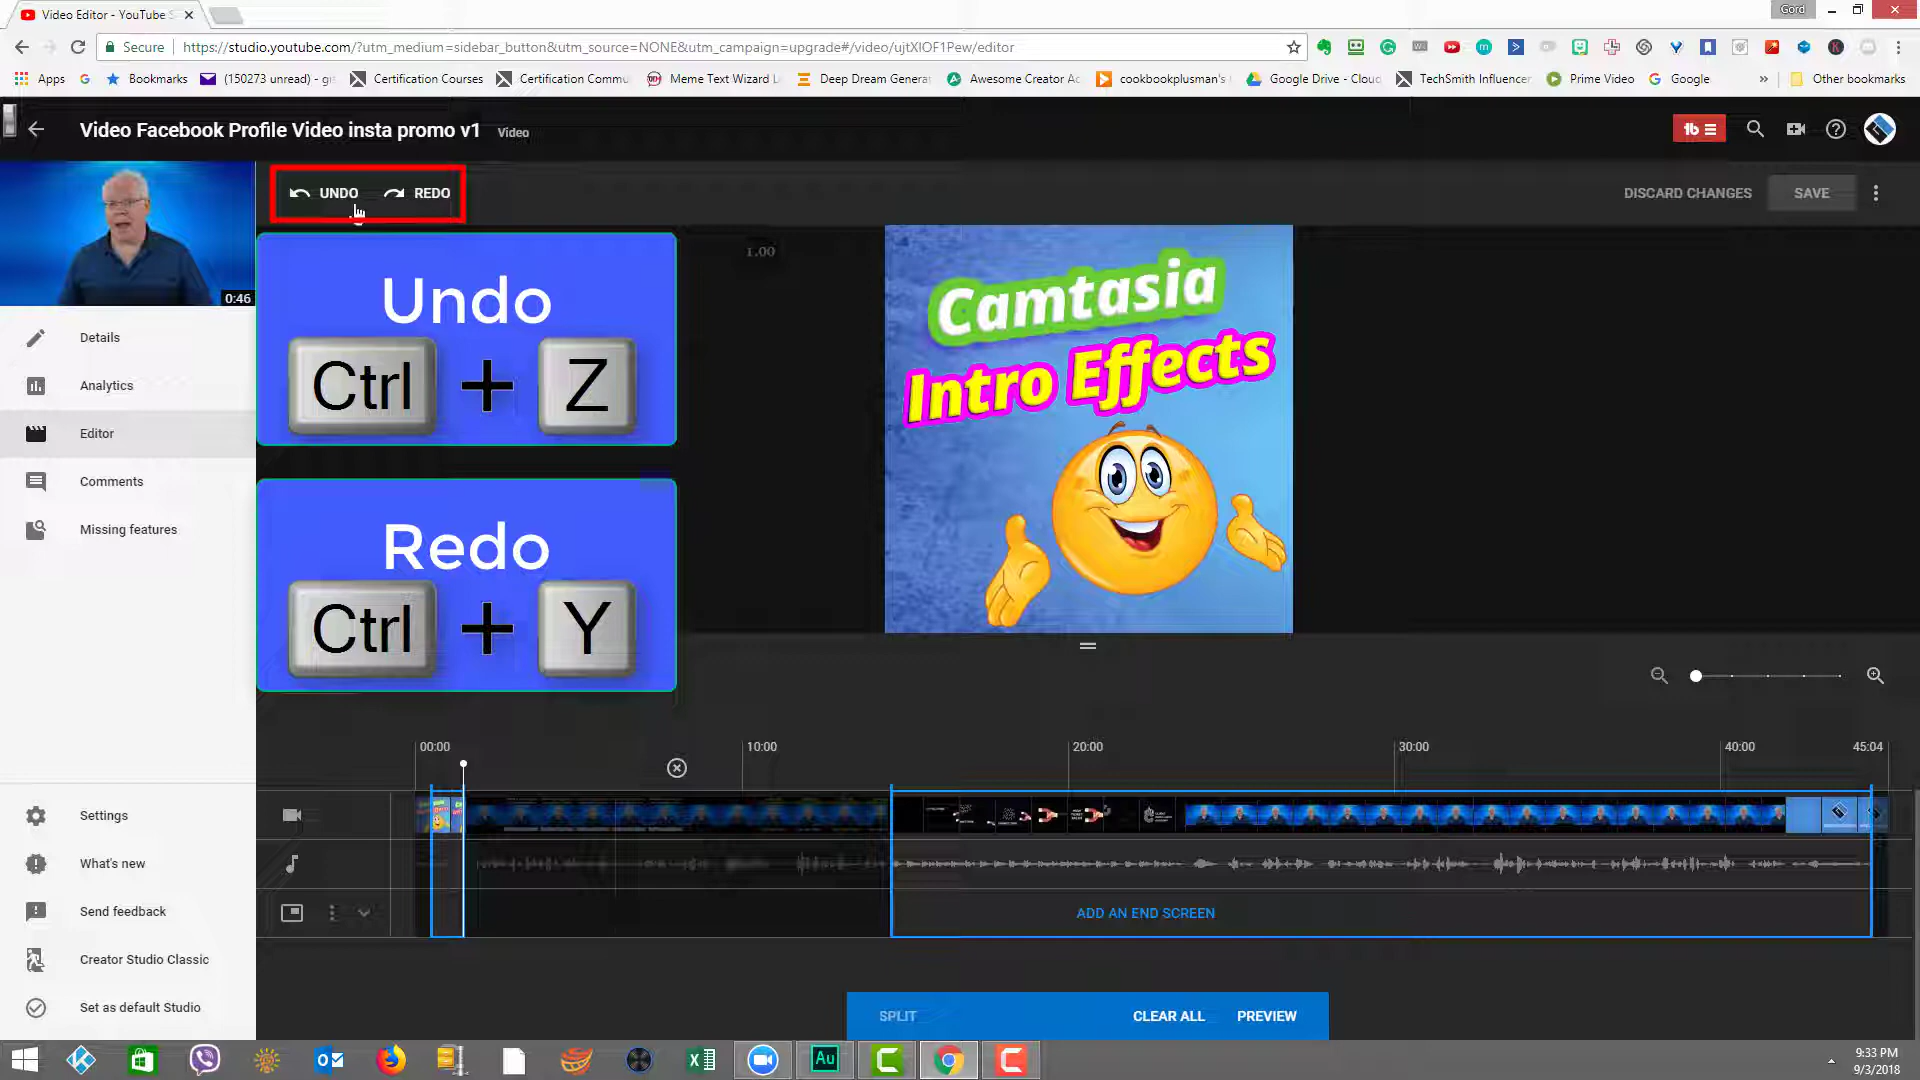 Video Editor - YouTube S
Gord
Secure
https://studio.youtube.com/?utm_medium=sidebar_button&utm_source=NONE&utm_campaign=upgrade#/video/ujtXIOF1Pew/editor
Apps
Bookmarks
(150273 unread) - g
Certification Courses
Certification Commu
Meme Text Wizard L
Deep Dream Genera
Awesome Creator Ac
cookbookplusman's
Google Drive - Cloud
TechSmith Influencer
Prime Video
Google
»
Other bookmarks
Video Facebook Profile Video insta promo v1
Video
tb
UNDO
REDO
DISCARD CHANGES
SAVE
0:46
Details
Analytics
Editor
Comments
Missing features
Undo
Ctrl + Z
Redo
Ctrl + Y
1.00
Camtasia
Intro Effects
00:00
10:00
20:00
30:00
40:00
45:04
ADD AN END SCREEN
Settings
What's new
Send feedback
Creator Studio Classic
Set as default Studio
SPLIT
CLEAR ALL
PREVIEW
Au
9:33 PM
9/3/2018